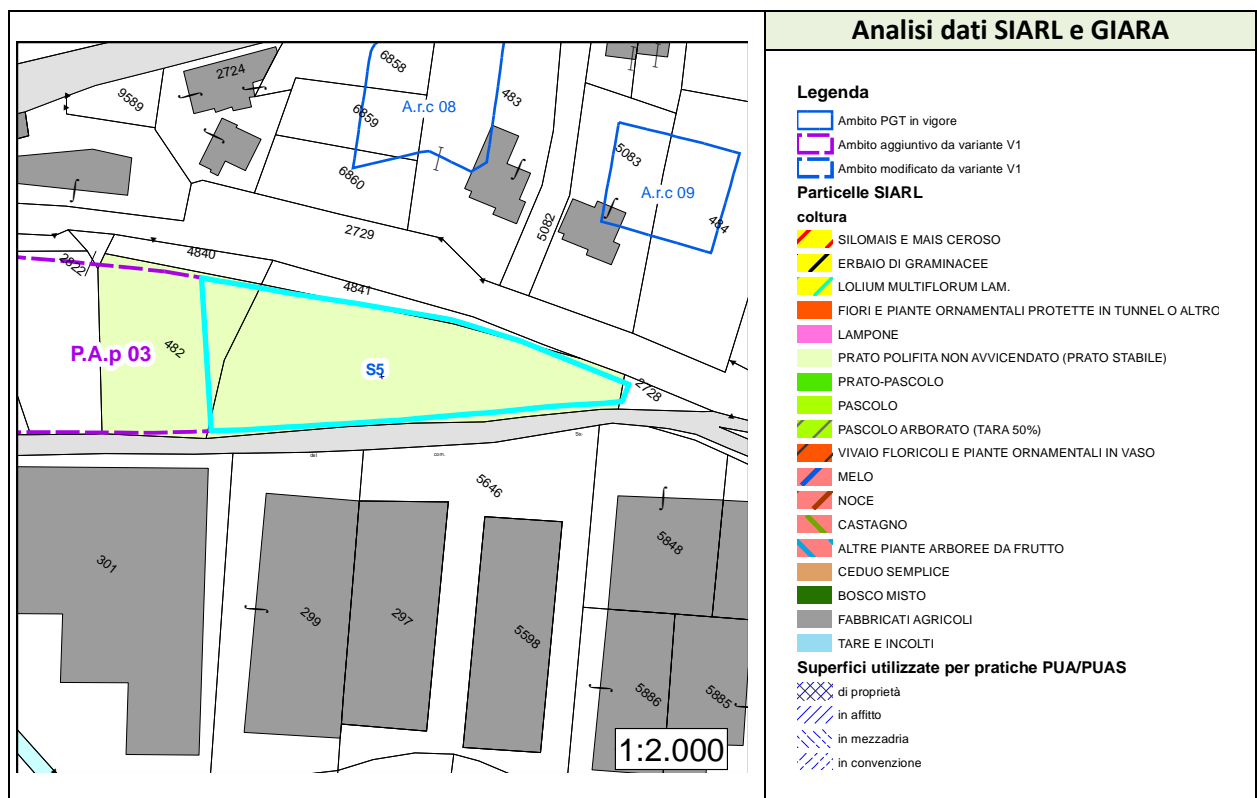 Analisi dati SIARL e GIARA
6858
2724
9589
A.r.c 08
483
6859
5083
6860
A.r.c 09
484
5082
2729
4840
2822
4841
482
P.A.p 03
S5
2728
So
del
com.
5646
5848
301
299
297
5598
5886
5885
1:2.000
Legenda
Ambito PGT in vigore
Ambito aggiuntivo da variante V1
Ambito modificato da variante V1
Particelle SIARL
coltura
SILOMAIS E MAIS CEROSO
ERBAIO DI GRAMINACEE
LOLIUM MULTIFLORUM LAM.
FIORI E PIANTE ORNAMENTALI PROTETTE IN TUNNEL O ALTRO
LAMPONE
PRATO POLIFITA NON AVVICENDATO (PRATO STABILE)
PRATO-PASCOLO
PASCOLO
PASCOLO ARBORATO (TARA 50%)
VIVAIO FLORICOLI E PIANTE ORNAMENTALI IN VASO
MELO
NOCE
CASTAGNO
ALTRE PIANTE ARBOREE DA FRUTTO
CEDUO SEMPLICE
BOSCO MISTO
FABBRICATI AGRICOLI
TARE E INCOLTI
Superfici utilizzate per pratiche PUA/PUAS
di proprietà
in affitto
in mezzadria
in convenzione